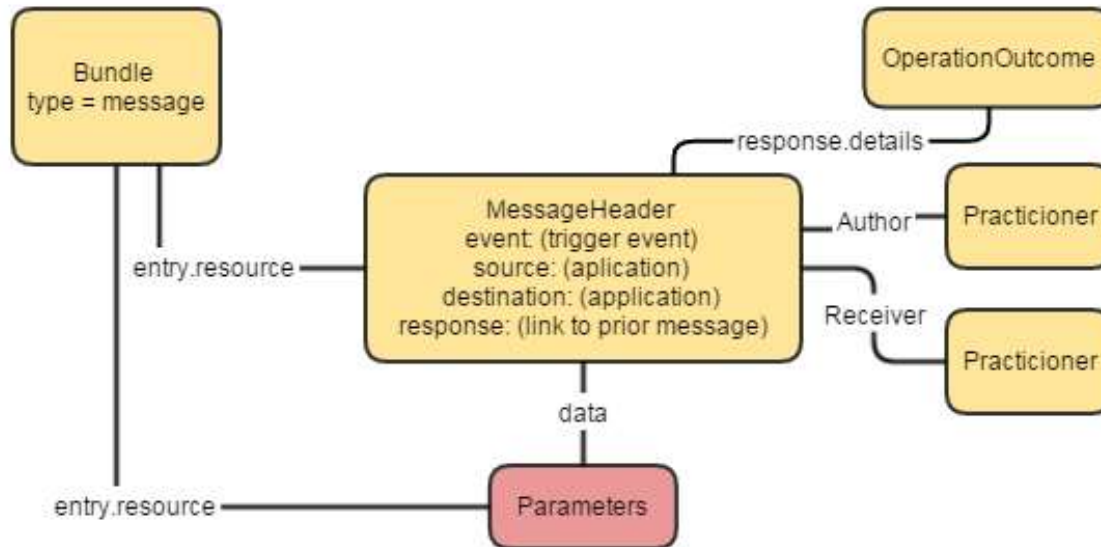 Bundle
type = message
OperationOutcome
response.details
MessageHeader
event: (trigger event)
source: (aplication)
destination: (application)
response: (link to prior message)
Author
Practicioner
entry.resource
Receiver
Practicioner
data
entry.resource
Parameters